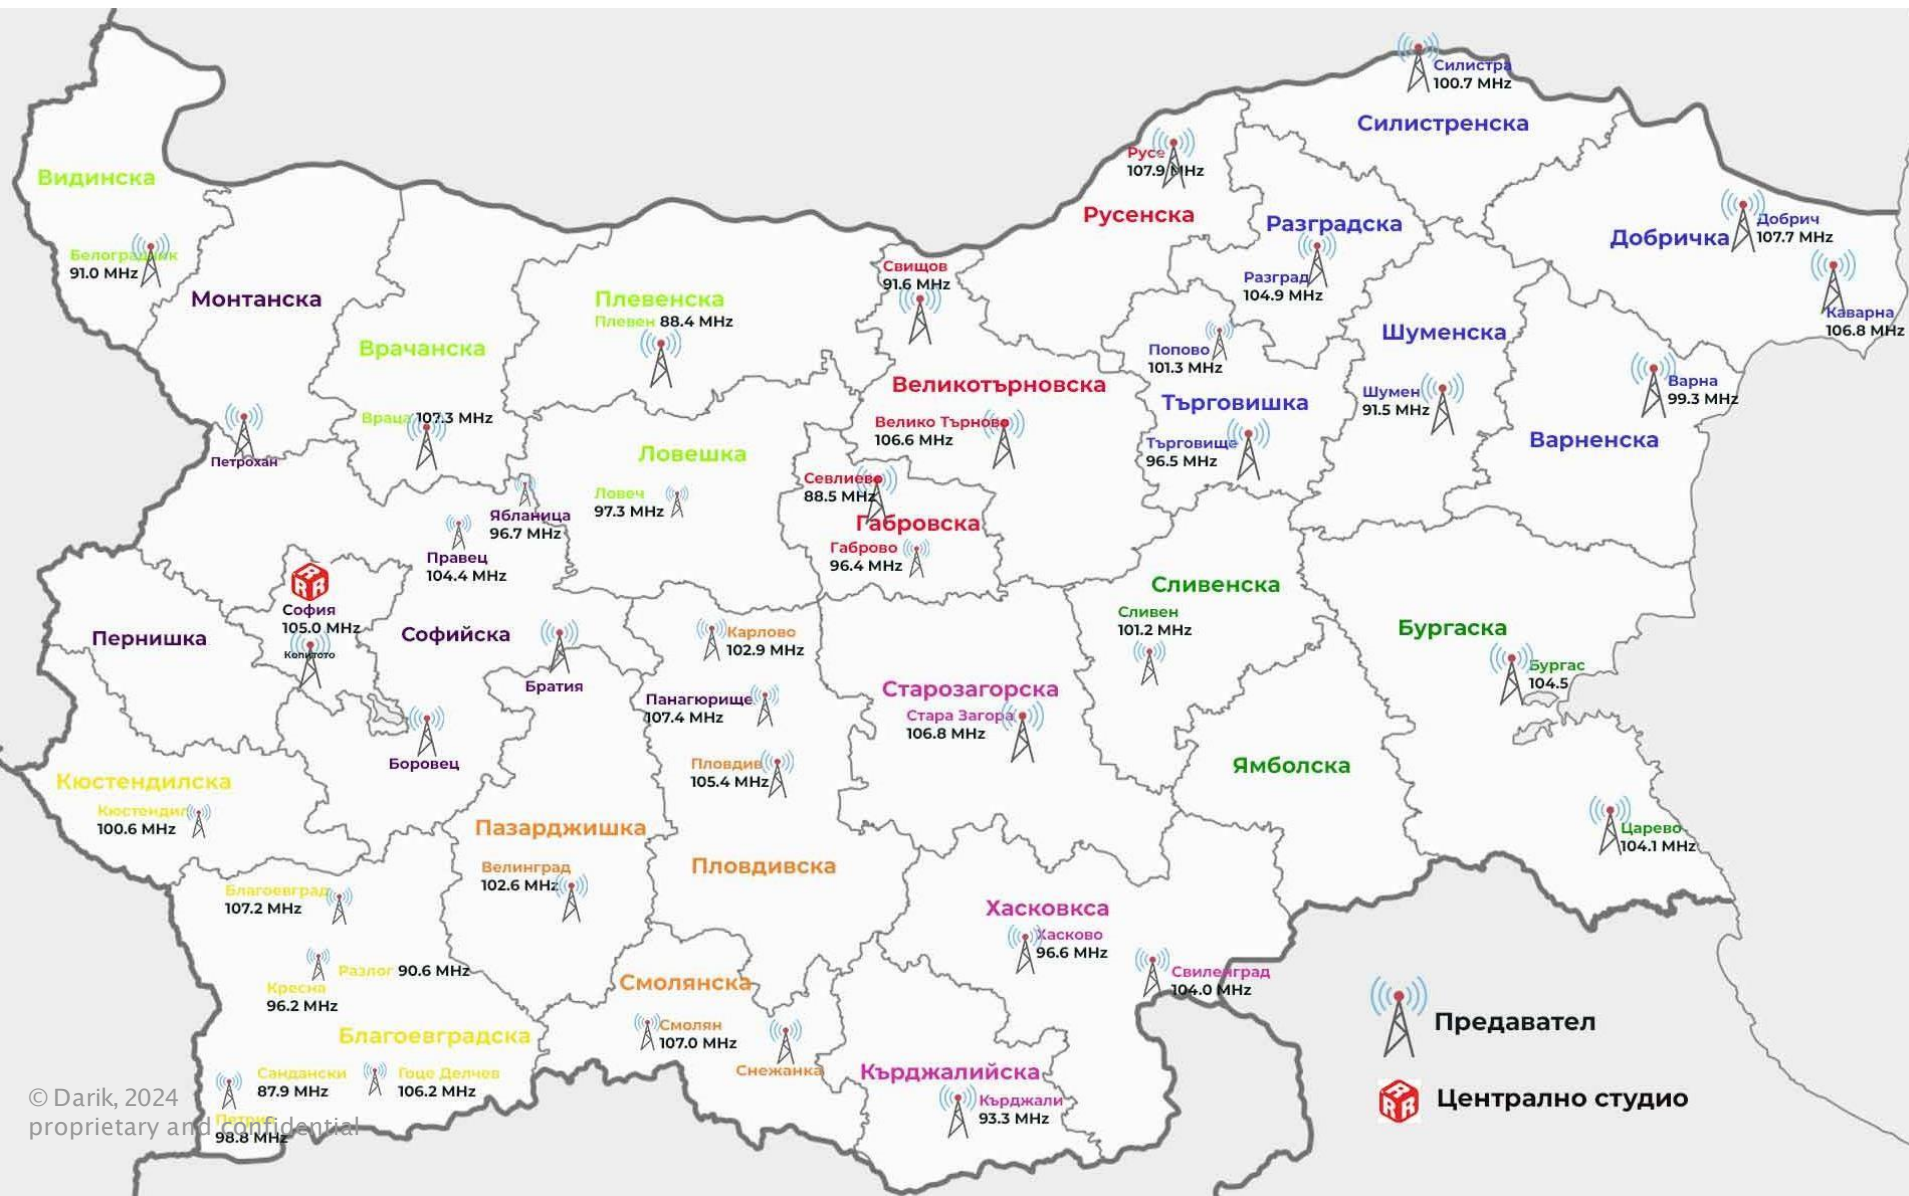 Силистра
100.7 MHz
Силистренска
Русе
107.9 MHz
Видинска
Русенска
Разградска
Добрич
107.7 MHz
Добричка
Белоградчик
91.0 MHz
Свищов
91.6 MHz
Разград
104.9 MHz
Монтанска
Плевенска
Плевен 88.4 MHz
Каварна
106.8 MHz
Шуменска
Врачанска
Попово
101.3 MHz
Великотърновска
Варна
99.3 MHz
Търговишка
Шумен
91.5 MHz
Враца 107.3 MHz
Велико Търново
106.6 MHz
Търговище
96.5 MHz
Варненска
Петрохан
Ловешка
Севлиево
88.5 MHz
Ловеч
97.3 MHz
Ябланица
96.7 MHz
Габровска
Правец
104.4 MHz
Габрово
96.4 MHz
Сливенска
София
105.0 MHz
Копитото
Сливен
101.2 MHz
Пернишка
Софийска
Карлово
102.9 MHz
Бургаска
Бургас
104.5
Братия
Панагюрище
107.4 MHz
Старозагорска
Стара Загора
106.8 MHz
Боровец
Пловдив
105.4 MHz
Ямболска
Кюстендилска
Кюстендил
100.6 MHz
Пазарджишка
Царево
104.1 MHz
Велинград
102.6 MHz
Пловдивска
Благоевград
107.2 MHz
Хасковкса
Хасково
96.6 MHz
Разлог 90.6 MHz
Кресна
96.2 MHz
Смолянска
Свиленград
104.0 MHz
Смолян
107.0 MHz
Предавател
Благоевградска
Снежанка
Кърджалийска
Сандански
87.9 MHz
Гоце Делчев
106.2 MHz
Кърджали
93.3 MHz
Централно студио
© Darik, 2024
Петрич
proprietary and confidential
98.8 MHz